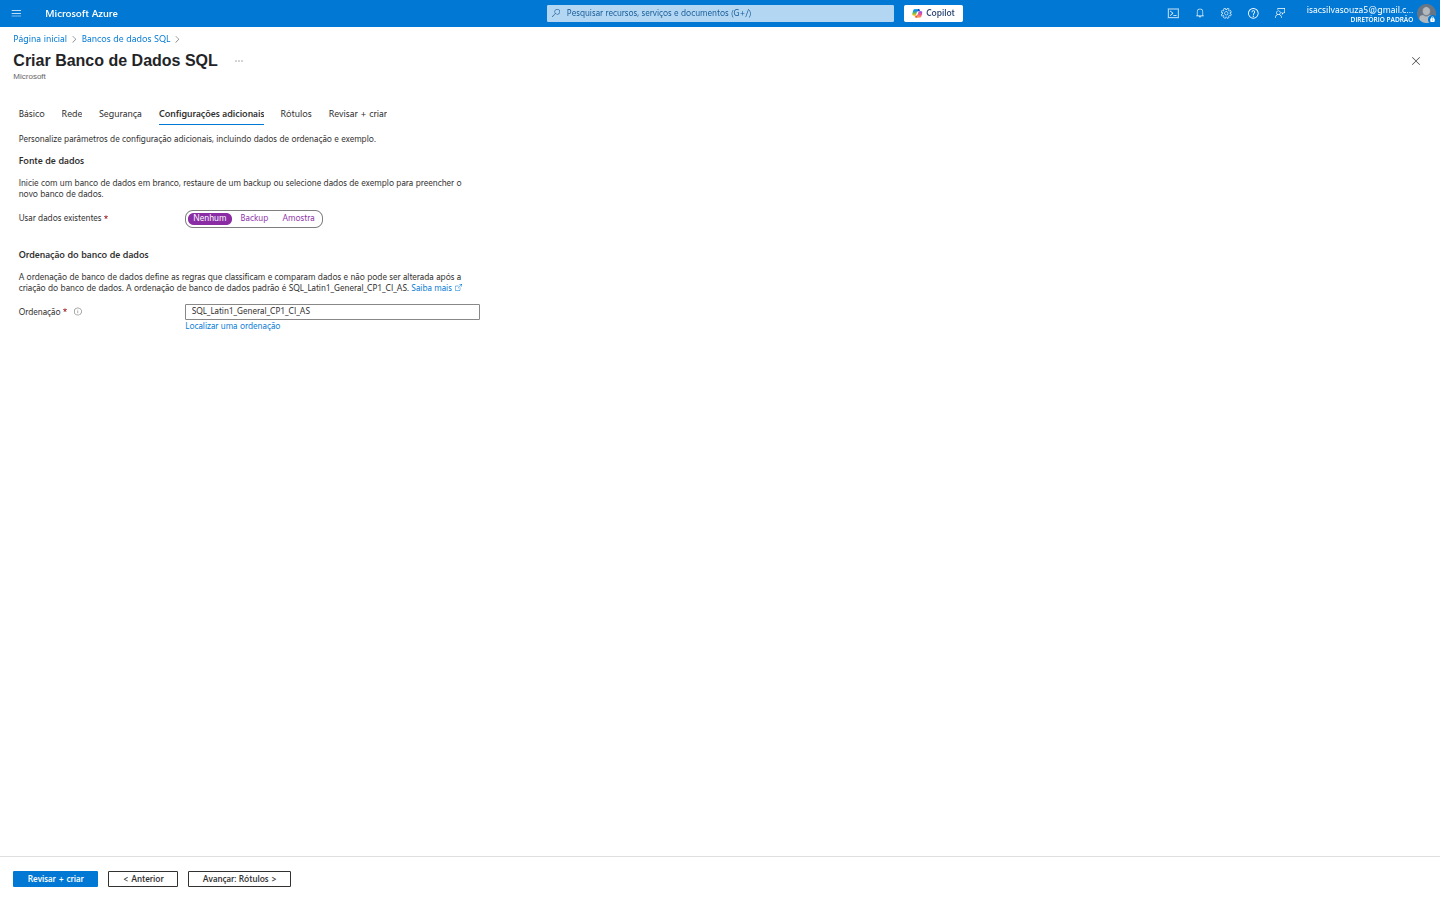 Microsoft Azure
Pesquisar recursos, serviços e documentos (G+/)
Copilot
isacsilvasouza5@gmail.c...
DIRETÓRIO PADRÃO
Página inicial > Bancos de dados SQL >
Criar Banco de Dados SQL ...
Microsoft
Básico Rede Segurança Configurações adicionais Rótulos Revisar + criar
Personalize parâmetros de configuração adicionais, incluindo dados de ordenação e exemplo.
Fonte de dados
Inicie com um banco de dados em branco, restaure de um backup ou selecione dados de exemplo para preencher o
novo banco de dados.
Usar dados existentes * Nenhum Backup Amostra
Ordenação do banco de dados
A ordenação de banco de dados define as regras que classificam e comparam dados e não pode ser alterada após a
criação do banco de dados. A ordenação de banco de dados padrão é SQL_Latin1_General_CP1_CI_AS. Saiba mais
Ordenação * SQL_Latin1_General_CP1_CI_AS
Localizar uma ordenação
Revisar + criar < Anterior Avançar: Rótulos >